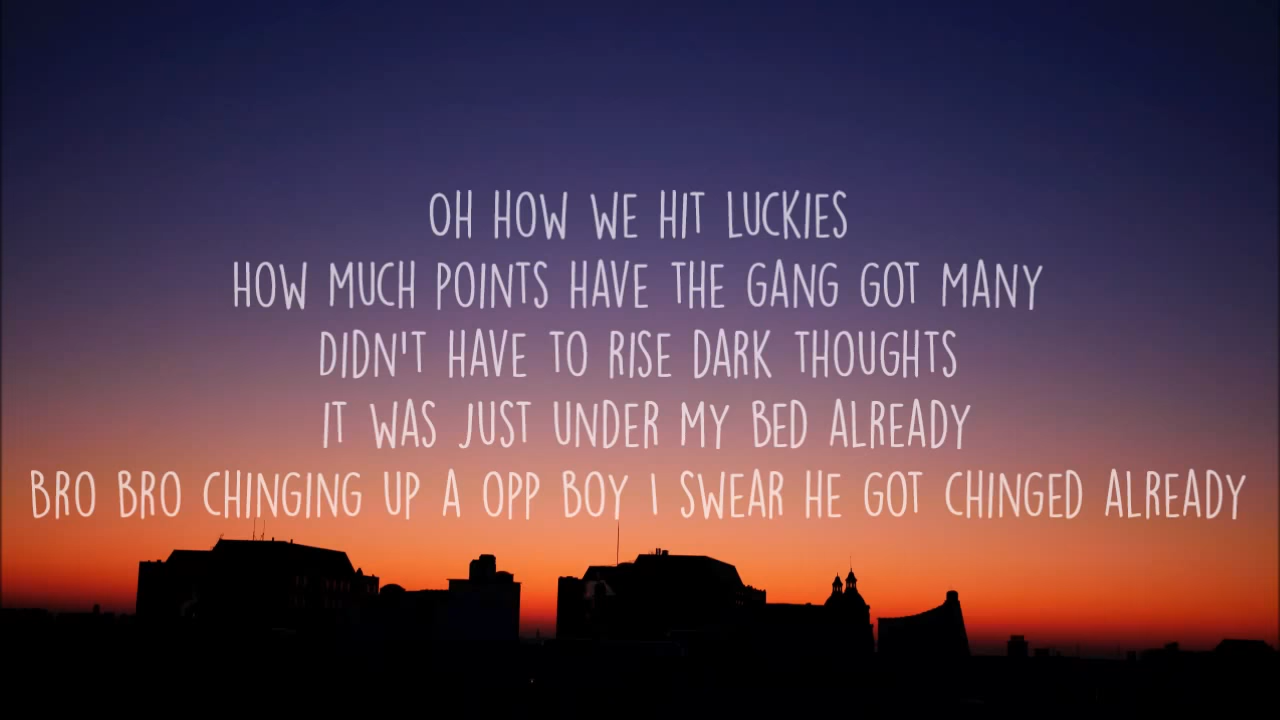 OH HOW WE HIT LUCKIES
HOW MUCH POINTS HAVE THE GANG GOT MANY
DIDN'T HAVE TO RISE DARK THOUGHTS
IT WAS JUST UNDER MY BED ALREADY
BRO BRO CHINGING UP A OPP BOY I SWEAR HE GOT CHINGED ALREADY